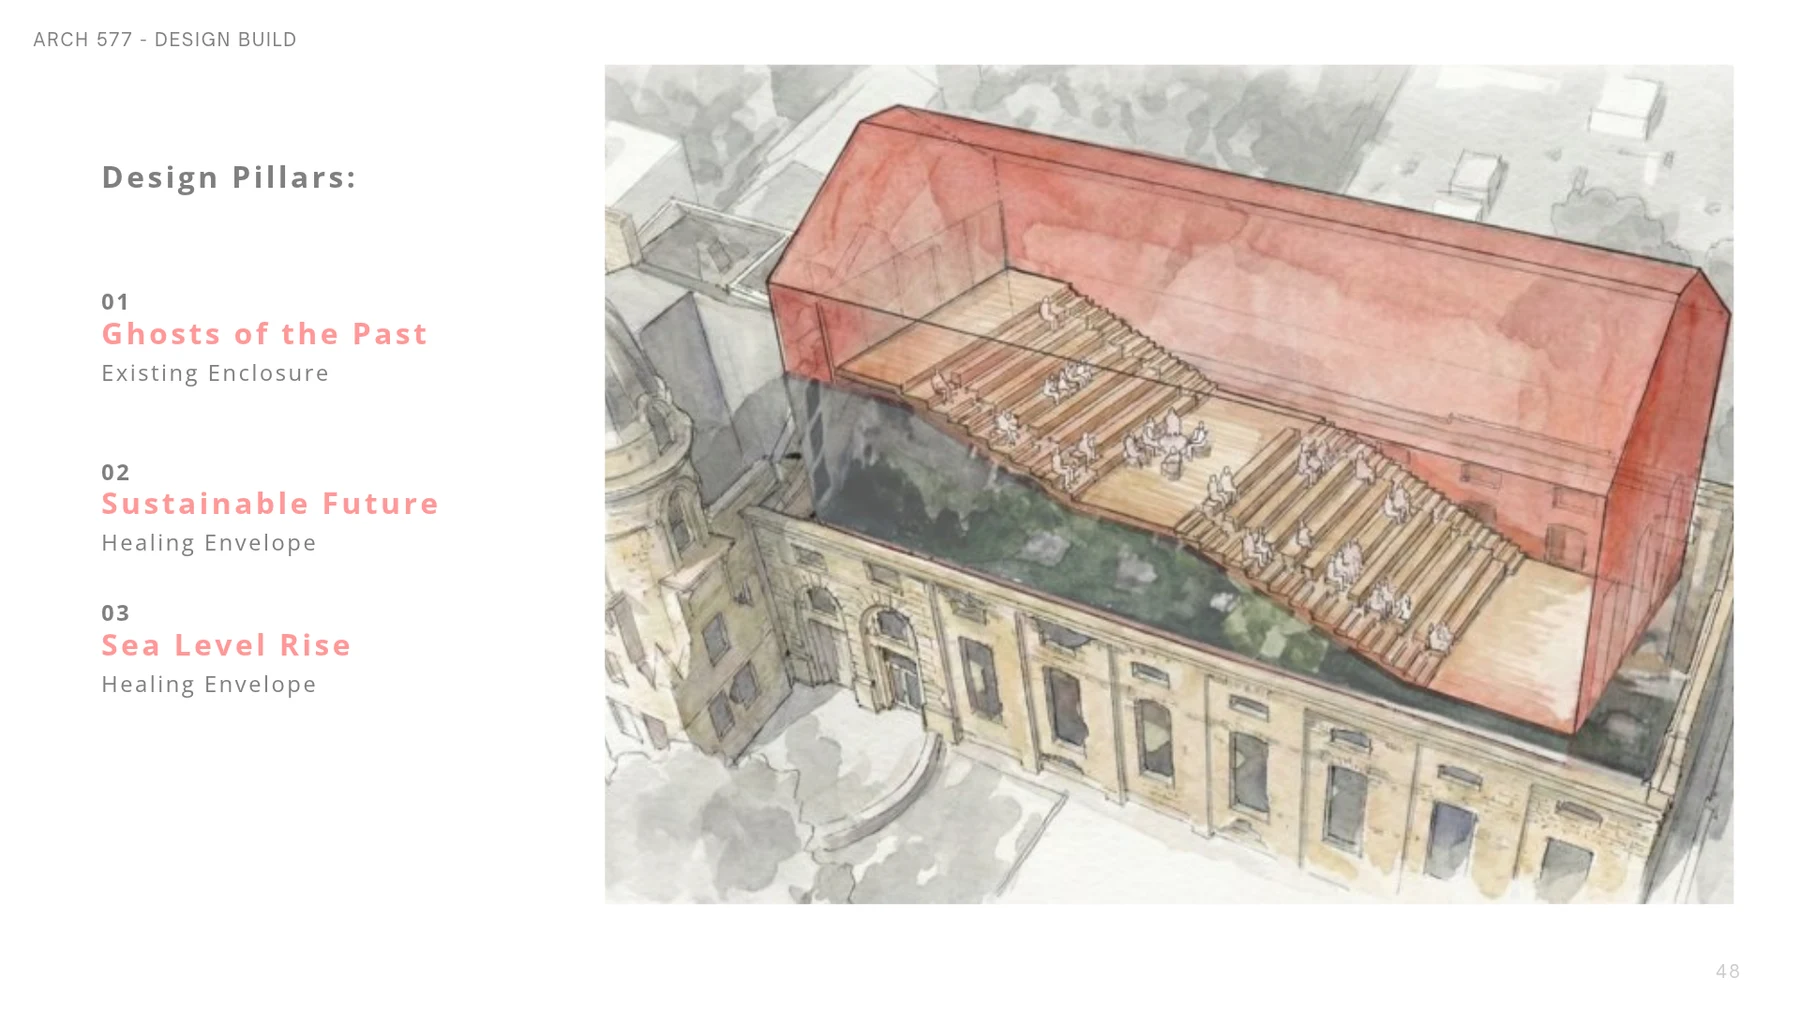 ARCH 577 - DESIGN BUILD
Design Pillars:
01
Ghosts of the Past
Existing Enclosure
02
Sustainable Future
Healing Envelope
03
Sea Level Rise
Healing Envelope
48